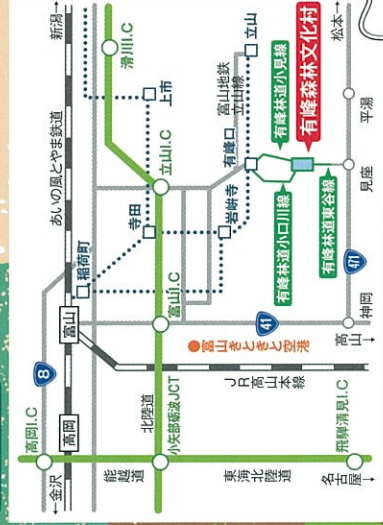 ←金沢
高岡I.C
8
新潟→
高岡
富山
あいの風とやま鉄道
稲荷町
滑川I.C
上市
寺田
能越道
北陸道
小矢部砺波JCT
富山I.C
立山I.C
岩峅寺
有峰口
富山地鉄
立山線
立山
富山きときと空港
41
JR高山本線
東海北陸道
有峰林道小口川線
有峰林道小見線
有峰森林文化村
有峰林道東谷線
飛騨清見I.C
名古屋
高山
神岡
471
見座
平湯
松本→